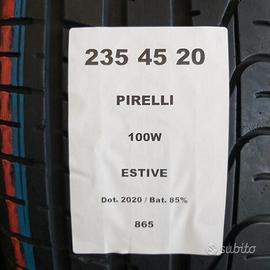 235 45 20
PIRELLI
100W
ESTIVE
Dot. 2020 / Bat. 85%
865
subito